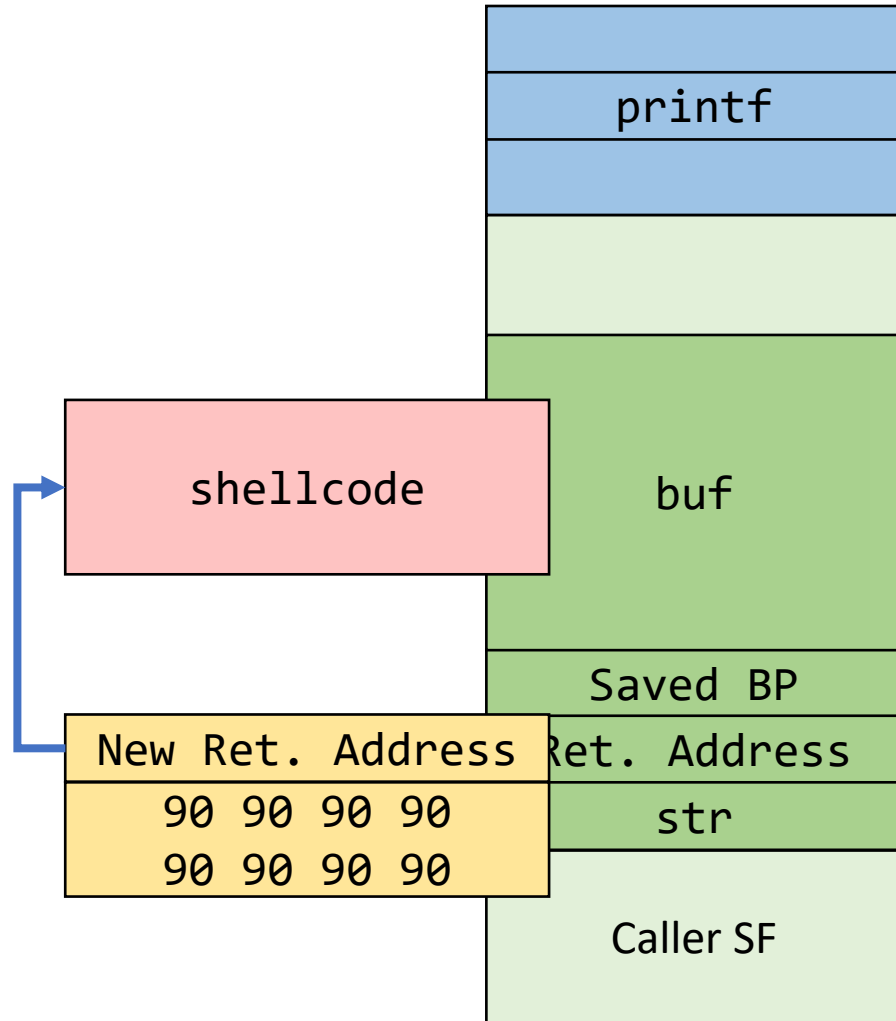 printf
shellcode
buf
Saved BP
New Ret. Address
Ret. Address
90 90 90 90
str
90 90 90 90
Caller SF